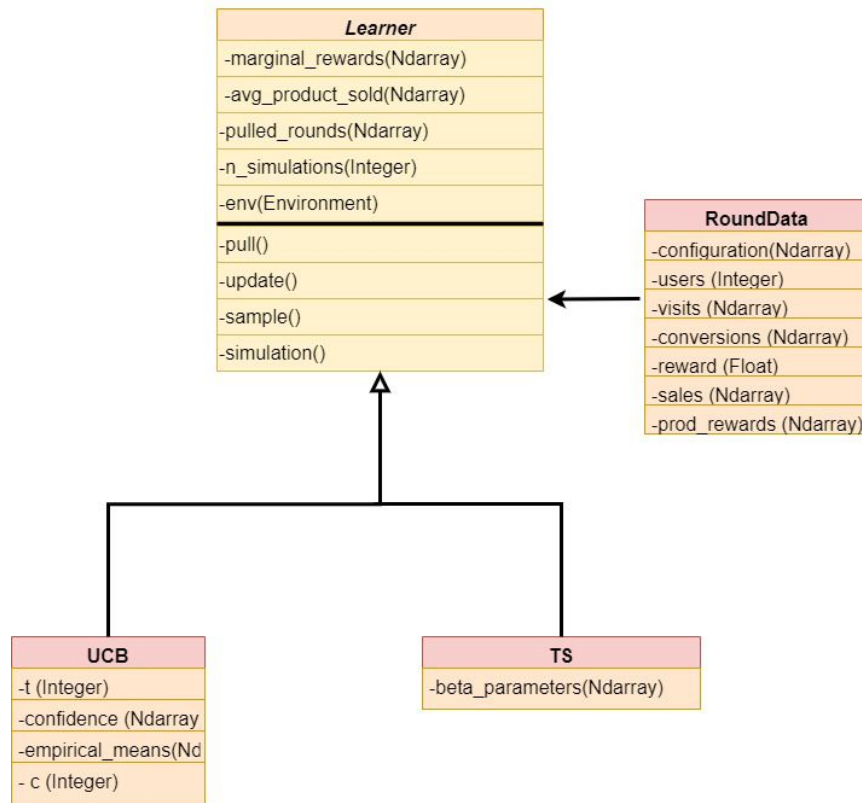 Learner
-marginal_rewards(Ndarray)
-avg_product_sold(Ndarray)
-pulled_rounds(Ndarray)
-n_simulations(Integer)
-env(Environment)
-pull()
-update()
-sample()
-simulation()
RoundData
-configuration(Ndarray)
-users (Integer)
-visits (Ndarray)
-conversions (Ndarray)
-reward (Float)
-sales (Ndarray)
-prod_rewards (Ndarray)
UCB
-t (Integer)
-confidence (Ndarray
-empirical_means(Nd
- c (Integer)
TS
-beta_parameters(Ndarray)